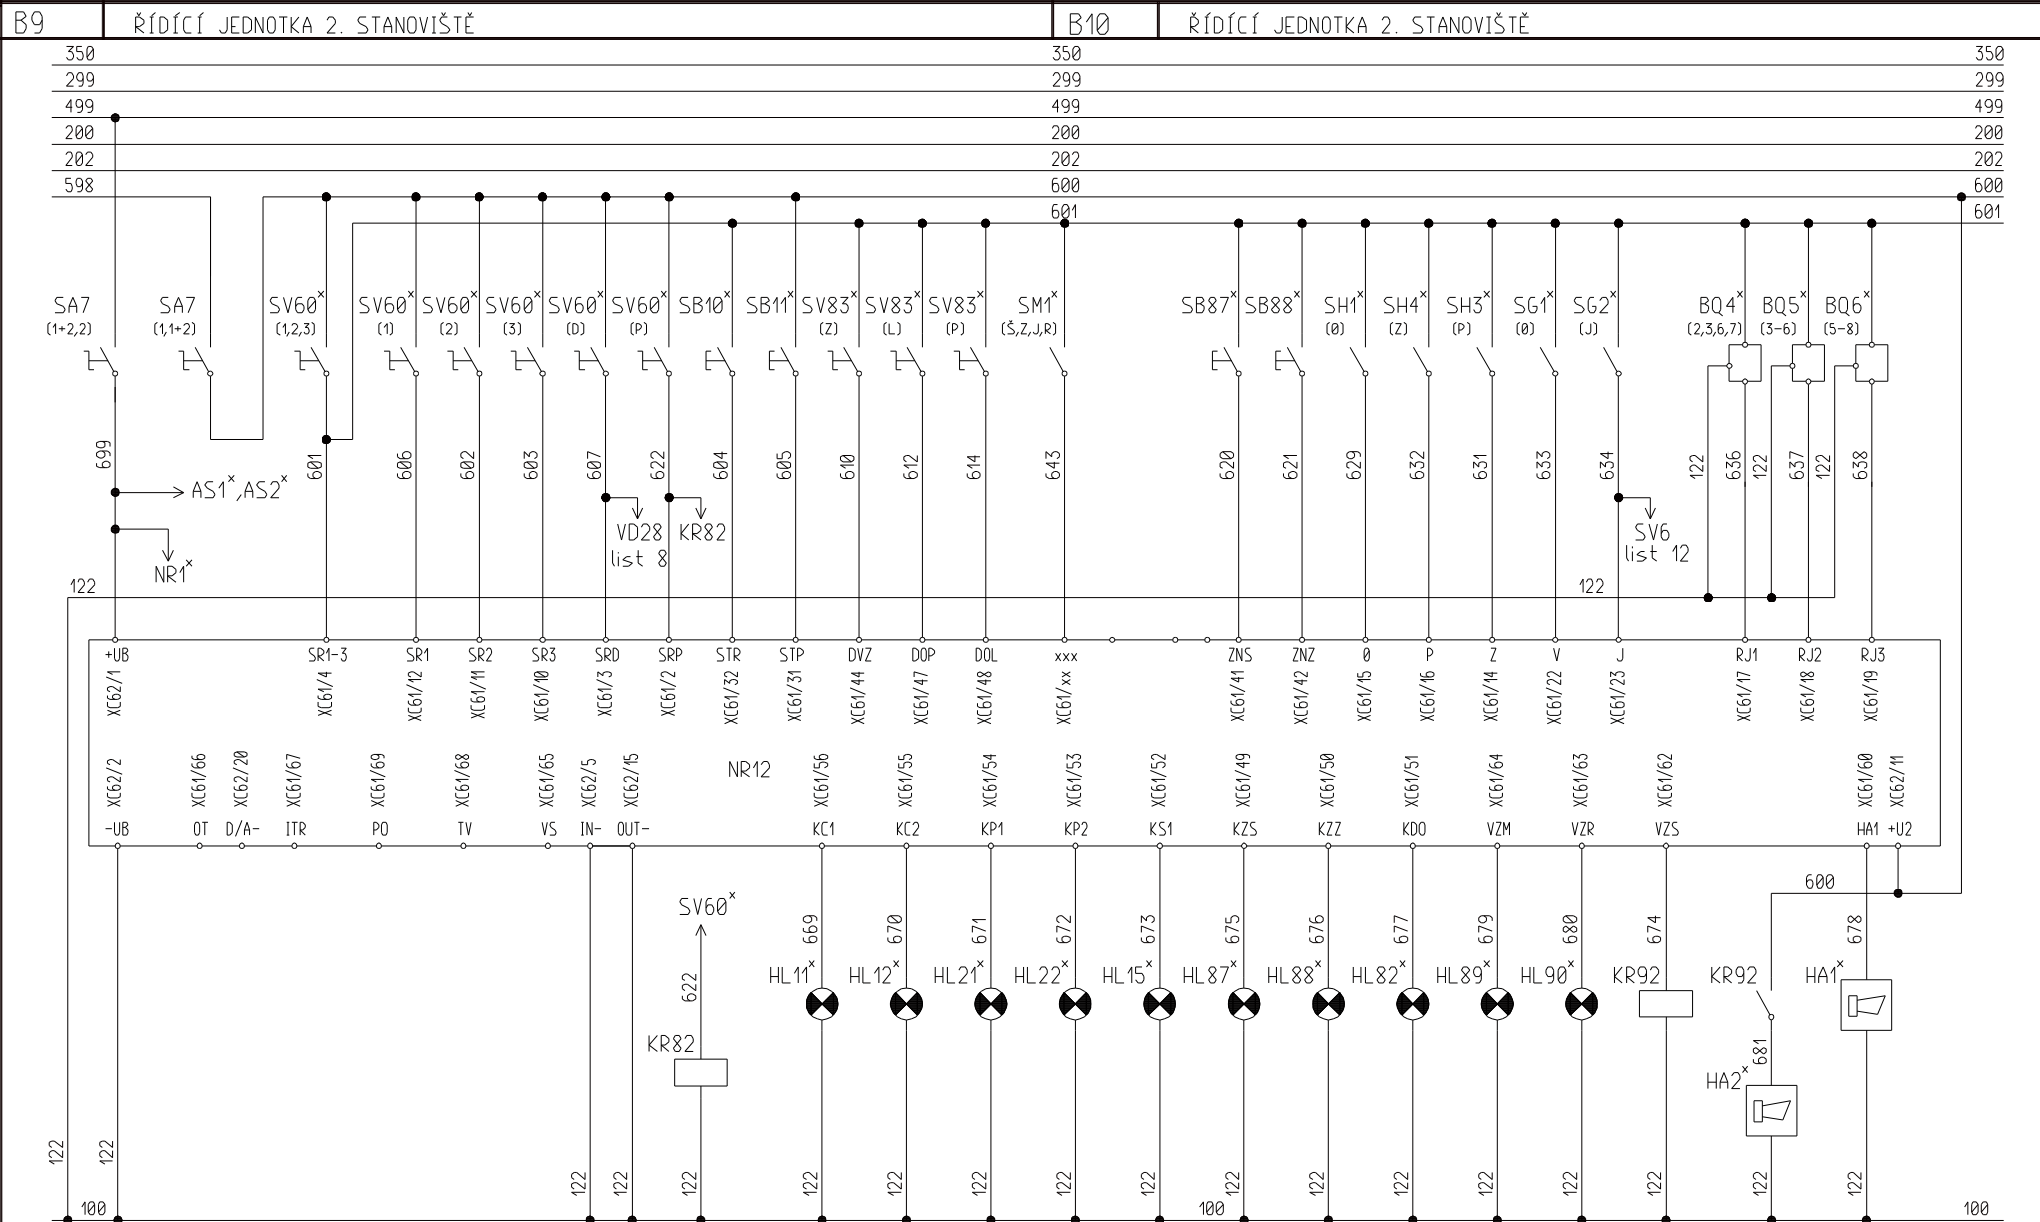 B9 ŘÍDÍCÍ JEDNOTKA 2. STANOVIŠTĚ B10 ŘÍDÍCÍ JEDNOTKA 2. STANOVIŠTĚ
350 350 350
299 299 299
499 499 499
200 200 200
202 202 202
598 600 600
601 601
SA7 SA7 SV60x SV60x SV60x SV60x SV60x SV60x SB10x SB11x SV83x SV83x SV83x SM1x SB87x SB88x SH1x SH4x SH3x SG1x SG2x BQ4x BQ5x BQ6x
(1+2,2) (1,1+2) (1,2,3) (1) (2) (3) (D) (P) (Z) (L) (P) (Š,Z,J,R) (0) (Z) (P) (0) (J) (2,3,6,7) (3-6) (5-8)
699 601 606 602 603 607 622 604 605 610 612 614 643 620 621 629 632 631 633 634 122 636 122 637 122 638
AS1x,AS2x
VD28 KR82 SV6
list 8 list 12
NR1x
122 122
+UB SR1-3 SR1 SR2 SR3 SRD SRP STR STP DVZ DOP DOL xxx ZNS ZNZ 0 P Z V J RJ1 RJ2 RJ3
XC62/1 XC61/4 XC61/12 XC61/11 XC61/10 XC61/3 XC61/2 XC61/32 XC61/31 XC61/44 XC61/47 XC61/48 XC61/xx XC61/41 XC61/42 XC61/15 XC61/16 XC61/14 XC61/22 XC61/23 XC61/17 XC61/18 XC61/19
XC62/2 XC61/66 XC62/20 XC61/67 XC61/69 XC61/68 XC61/65 XC62/5 XC62/15 NR12 XC61/56 XC61/55 XC61/54 XC61/53 XC61/52 XC61/49 XC61/50 XC61/51 XC61/64 XC61/63 XC61/62 XC61/60 XC62/11
-UB OT D/A- ITR PO TV VS IN- OUT- KC1 KC2 KP1 KP2 KS1 KZS KZZ KDO VZM VZR VZS HA1 +U2
600
SV60x
669 670 671 672 673 675 676 677 679 680 674 678
HL11x HL12x HL21x HL22x HL15x HL87x HL88x HL82x HL89x HL90x KR92 KR92 HA1x
622
KR82 681
HA2x
122 122 122 122 122 122 122 122 122 122 122 122 122 122 122 122 122 122
100 100 100